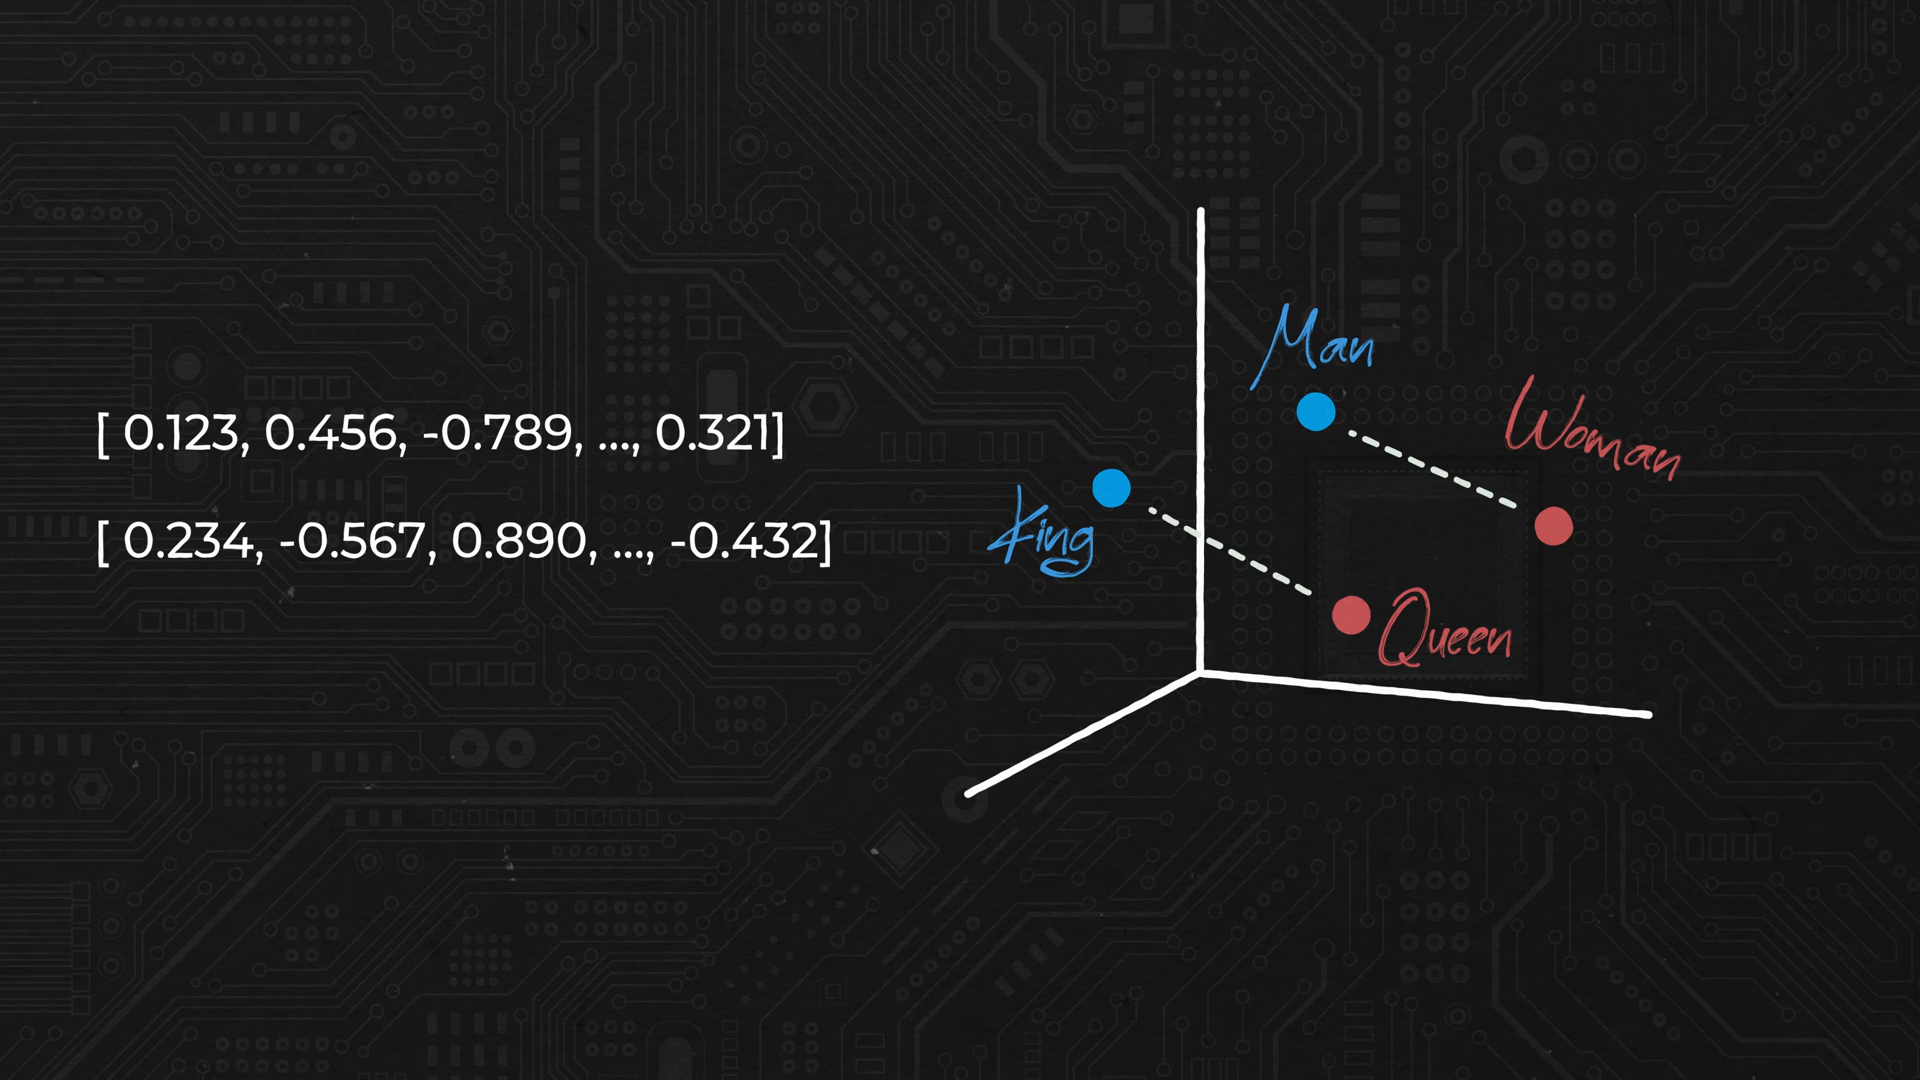 [ 0.123, 0.456, -0.789, ..., 0.321]
[ 0.234, -0.567, 0.890, ..., -0.432]
Man
Woman
King
Queen